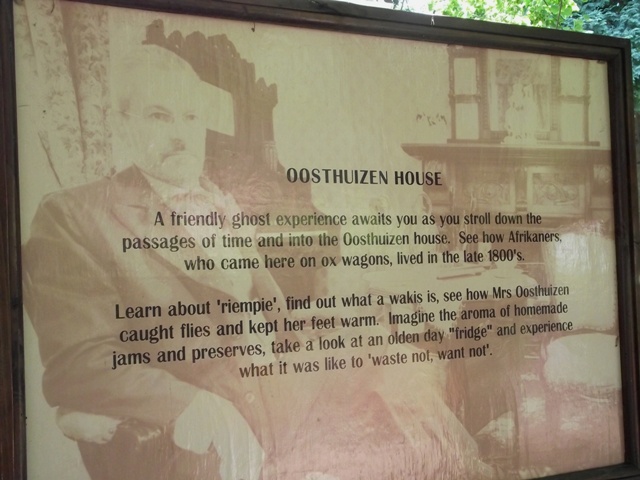 OOSTHUIZEN HOUSE
A friendly ghost experience awaits you as you stroll down the
passages of time and into the Oosthuizen house. See how Afrikaners,
who came here on ox wagons, lived in the late 1800's.
Learn about 'riempie', find out what a wakis is, see how Mrs Oosthuizen
caught flies and kept her feet warm. Imagine the aroma of homemade
jams and preserves, take a look at an olden day "fridge" and experience
what it was like to 'waste not, want not'.